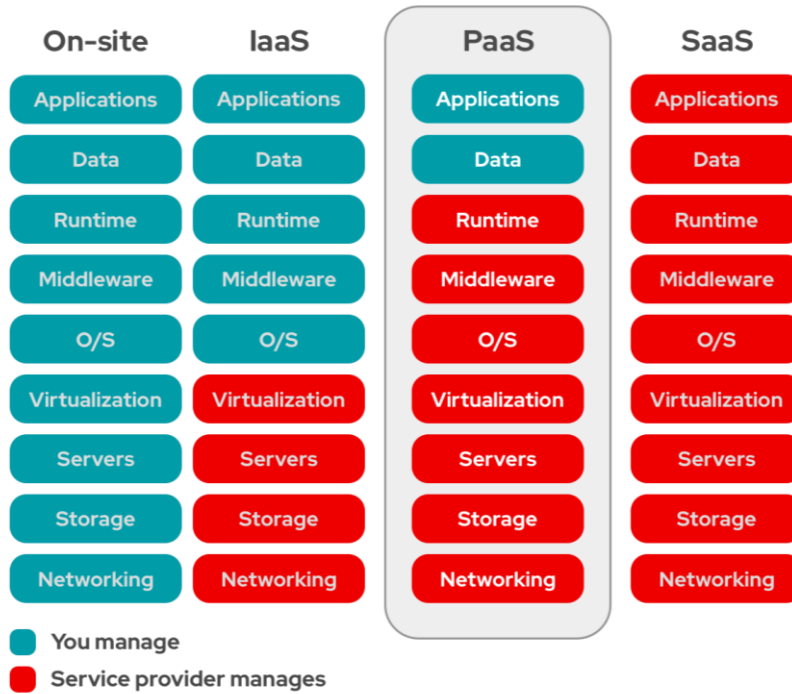 On-site IaaS PaaS SaaS
Applications Applications Applications Applications
Data Data Data Data
Runtime Runtime Runtime Runtime
Middleware Middleware Middleware Middleware
O/S O/S O/S O/S
Virtualization Virtualization Virtualization Virtualization
Servers Servers Servers Servers
Storage Storage Storage Storage
Networking Networking Networking Networking
You manage
Service provider manages